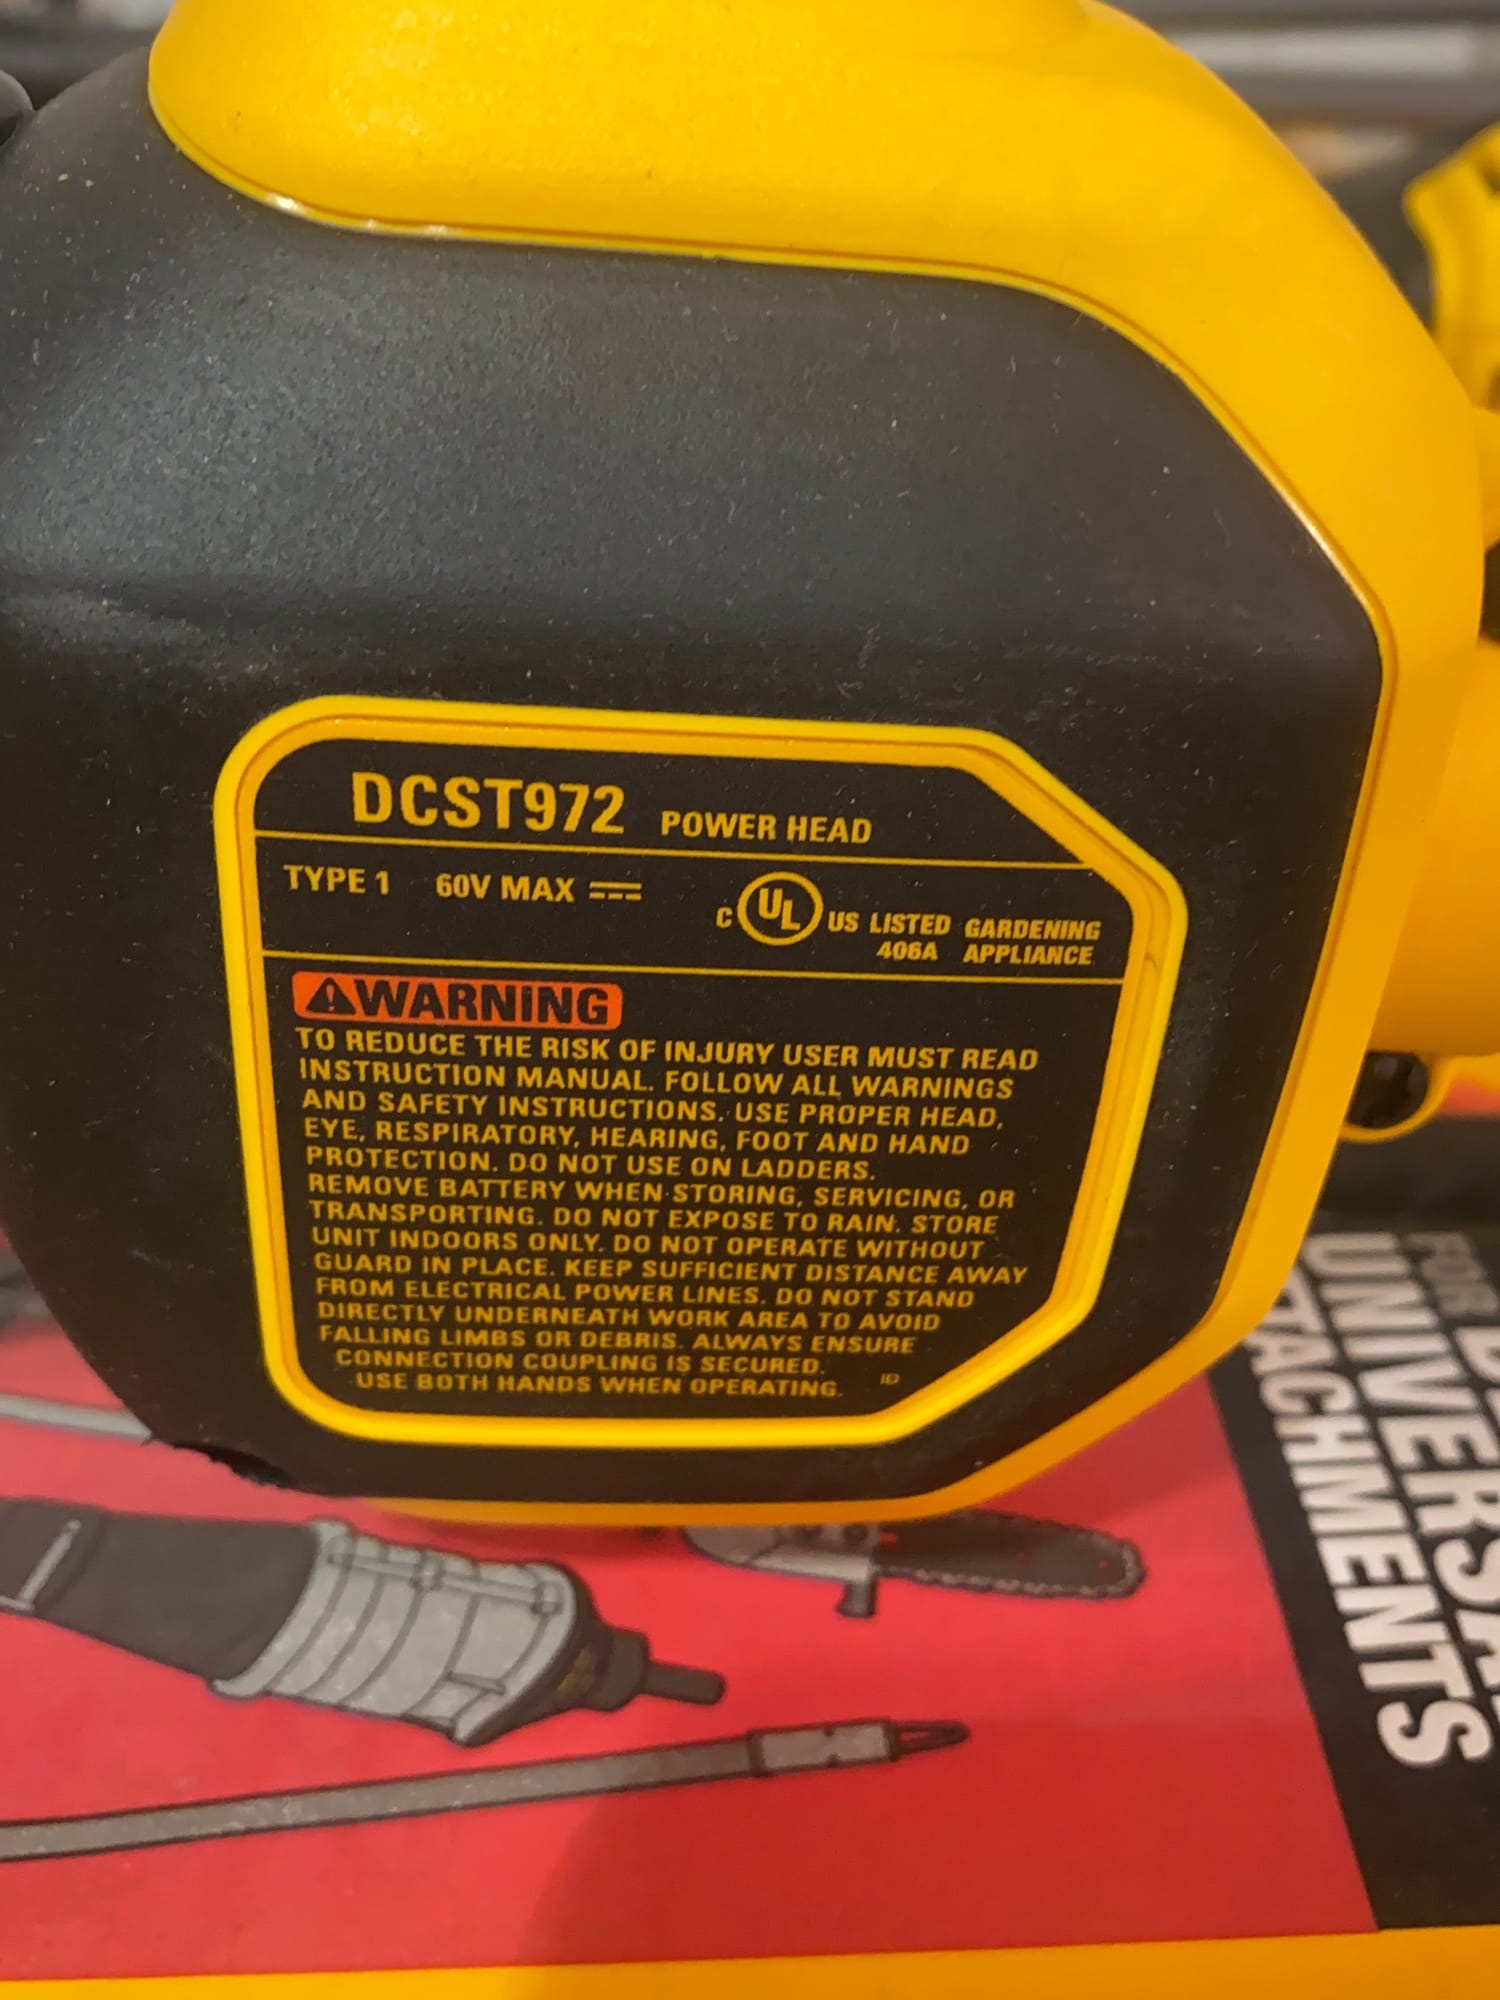 DCST972 POWER HEAD
TYPE 1 60V MAX
C UL US LISTED GARDENING
406A APPLIANCE
WARNING
TO REDUCE THE RISK OF INJURY USER MUST READ
INSTRUCTION MANUAL. FOLLOW ALL WARNINGS
AND SAFETY INSTRUCTIONS. USE PROPER HEAD,
EYE, RESPIRATORY, HEARING, FOOT AND HAND
PROTECTION. DO NOT USE ON LADDERS.
REMOVE BATTERY WHEN STORING, SERVICING, OR
TRANSPORTING. DO NOT EXPOSE TO RAIN. STORE
UNIT INDOORS ONLY. DO NOT OPERATE WITHOUT
GUARD IN PLACE. KEEP SUFFICIENT DISTANCE AWAY
FROM ELECTRICAL POWER LINES. DO NOT STAND
DIRECTLY UNDERNEATH WORK AREA TO AVOID
FALLING LIMBS OR DEBRIS. ALWAYS ENSURE
CONNECTION COUPLING IS SECURED.
USE BOTH HANDS WHEN OPERATING. ID
FOR